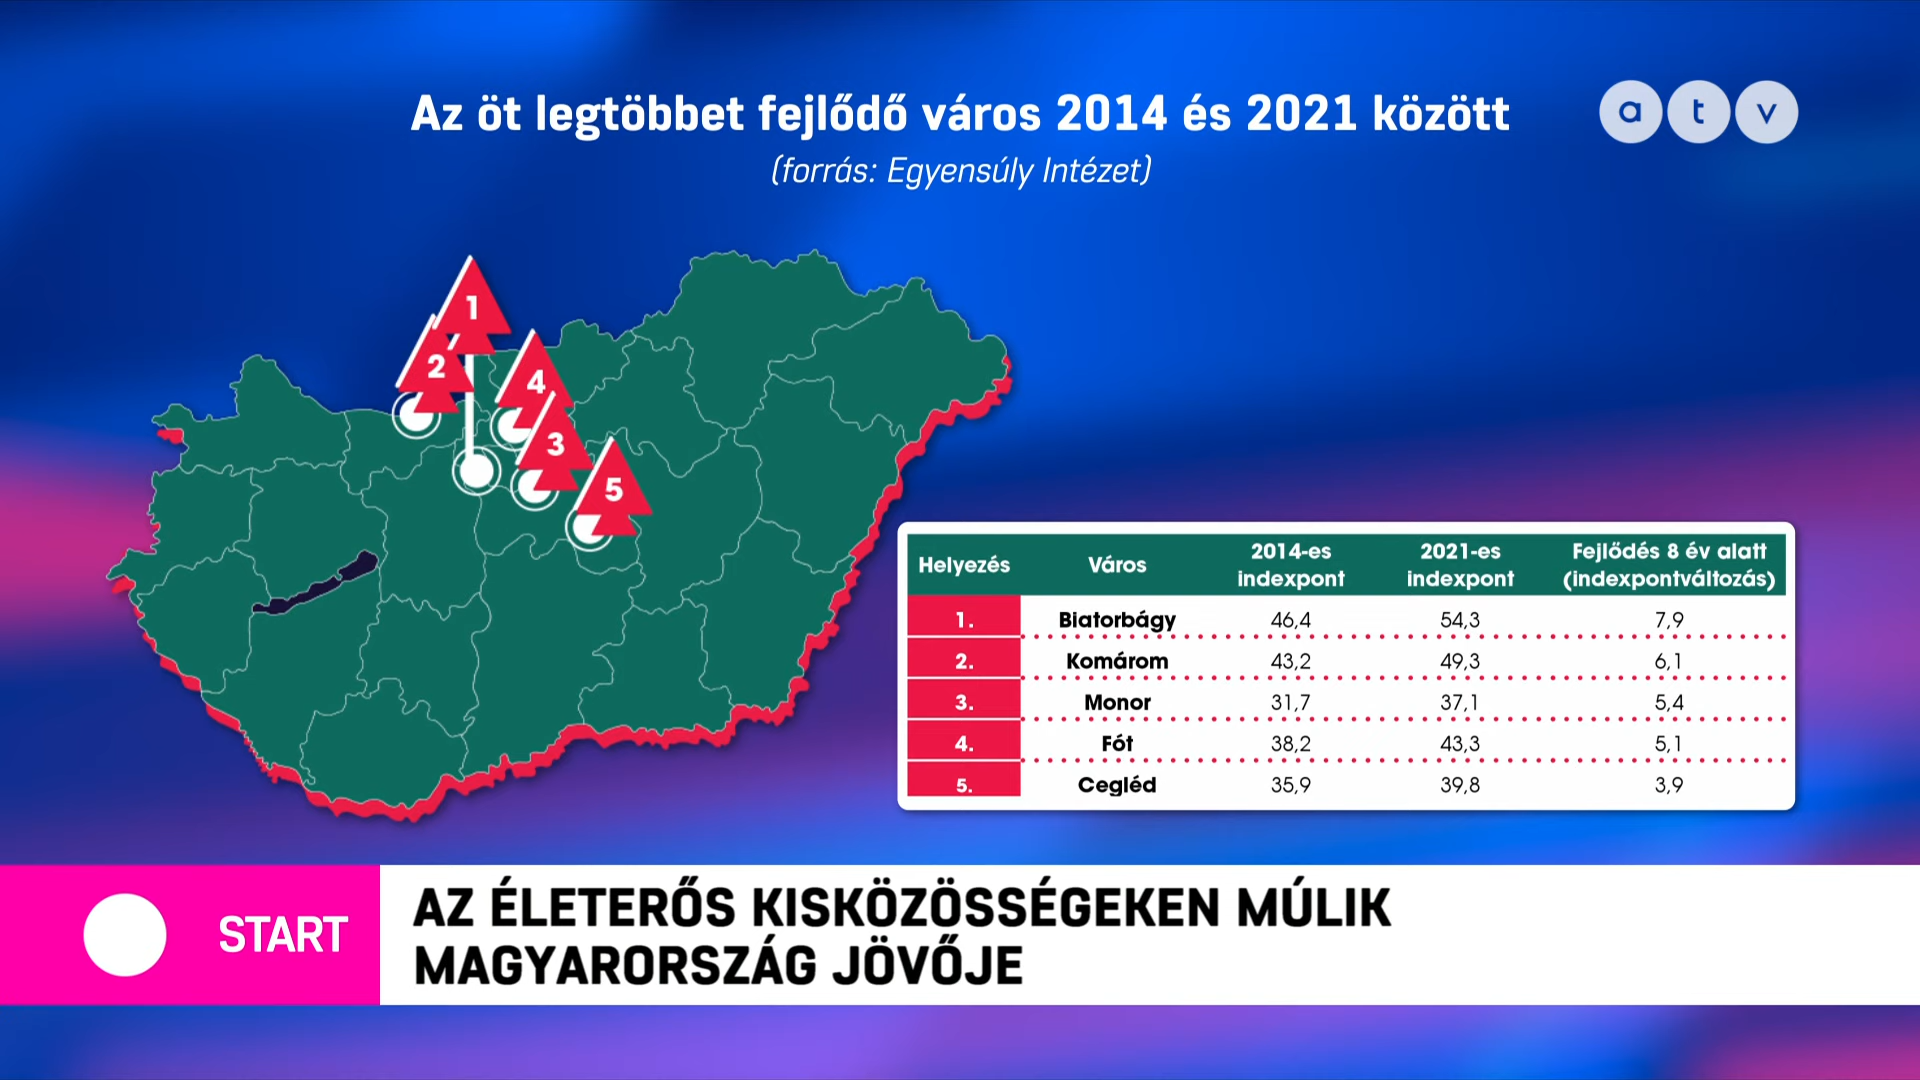 Az öt legtöbbet fejlődő város 2014 és 2021 között
(forrás: Egyensúly Intézet)
a t v
1
2
4
3
5
Helyezés Város 2014-es indexpont 2021-es indexpont Fejlődés 8 év alatt (indexpontváltozás)
1. Biatorbágy 46,4 54,3 7,9
2. Komárom 43,2 49,3 6,1
3. Monor 31,7 37,1 5,4
4. Fót 38,2 43,3 5,1
5. Cegléd 35,9 39,8 3,9
START
AZ ÉLETERŐS KISKÖZÖSSÉGEKEN MÚLIK
MAGYARORSZÁG JÖVŐJE